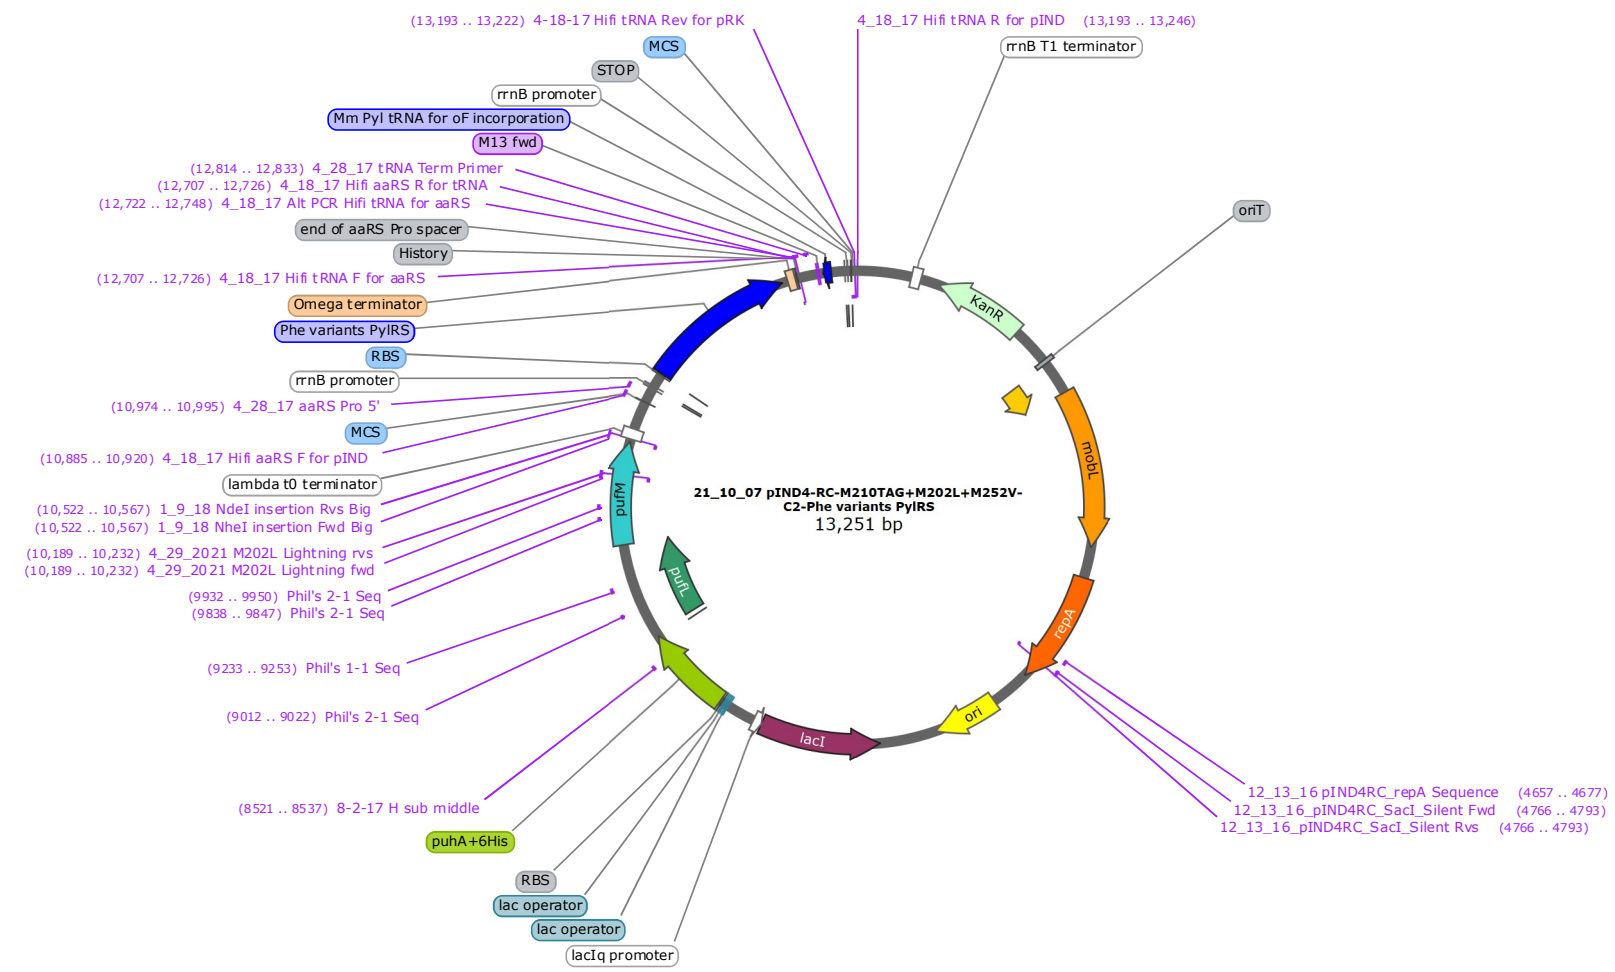 (13,193 .. 13,222) 4-18-17 Hifi tRNA Rev for pRK
4_18_17 Hifi tRNA R for pIND (13,193 .. 13,246)
MCS
rrnB T1 terminator
STOP
rrnB promoter
Mm Pyl tRNA for oF incorporation
M13 fwd
(12,814 .. 12,833) 4_28_17 tRNA Term Primer
(12,707 .. 12,726) 4_18_17 Hifi aaRS R for tRNA
(12,722 .. 12,748) 4_18_17 Alt PCR Hifi tRNA for aaRS
oriT
end of aaRS Pro spacer
History
(12,707 .. 12,726) 4_18_17 Hifi tRNA F for aaRS
Omega terminator
KanR
Phe variants PylRS
RBS
rrnB promoter
(10,974 .. 10,995) 4_28_17 aaRS Pro 5'
MCS
(10,885 .. 10,920) 4_18_17 Hifi aaRS F for pIND
mobL
lambda t0 terminator
pufM
21_10_07 pIND4-RC-M210TAG+M202L+M252V-
C2-Phe variants PylRS
13,251 bp
(10,522 .. 10,567) 1_9_18 NdeI insertion Rvs Big
(10,522 .. 10,567) 1_9_18 NheI insertion Fwd Big
(10,189 .. 10,232) 4_29_2021 M202L Lightning rvs
(10,189 .. 10,232) 4_29_2021 M202L Lightning fwd
pufL
(9932 .. 9950) Phil's 2-1 Seq
(9838 .. 9847) Phil's 2-1 Seq
repA
(9233 .. 9253) Phil's 1-1 Seq
(9012 .. 9022) Phil's 2-1 Seq
ori
lacI
12_13_16 pIND4RC_repA Sequence (4657 .. 4677)
12_13_16_pIND4RC_SacI_Silent Fwd (4766 .. 4793)
12_13_16_pIND4RC_SacI_Silent Rvs (4766 .. 4793)
(8521 .. 8537) 8-2-17 H sub middle
puhA+6His
RBS
lac operator
lac operator
lacIq promoter